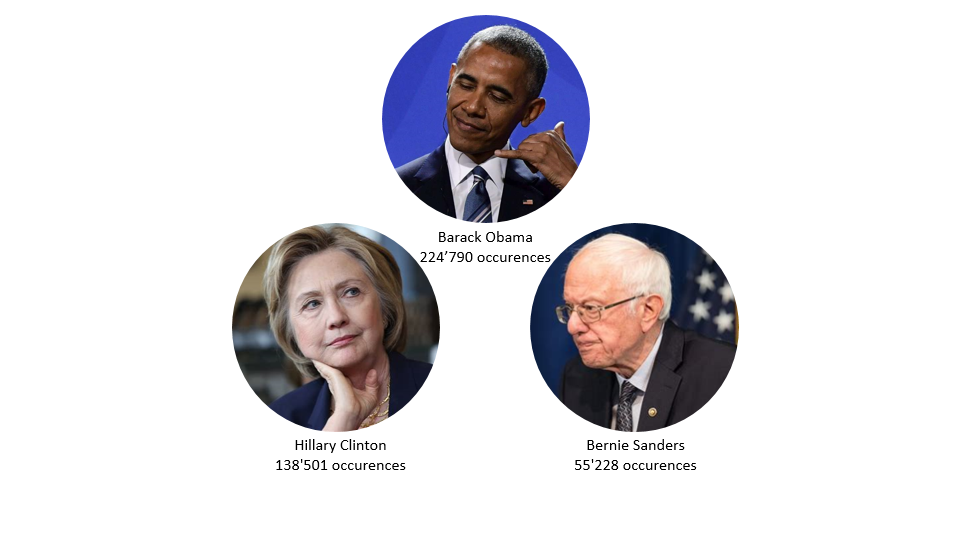 Barack Obama
224’790 occurences
Hillary Clinton
138'501 occurences
Bernie Sanders
55'228 occurences